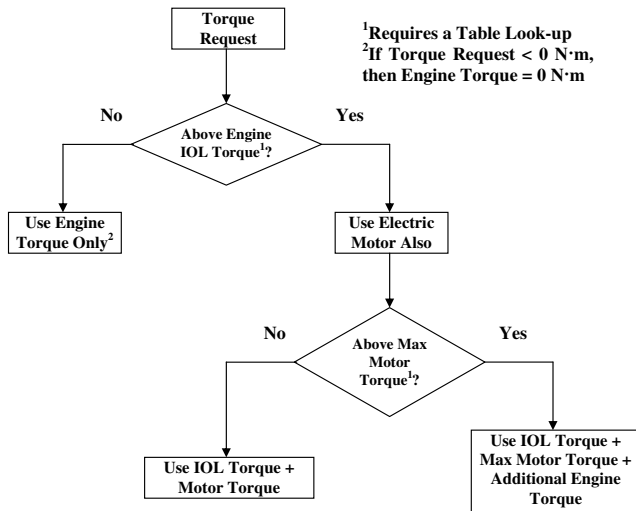 Torque
Request
¹Requires a Table Look-up
²If Torque Request < 0 N·m,
then Engine Torque = 0 N·m
No
Yes
Above Engine
IOL Torque¹?
Use Engine
Torque Only²
Use Electric
Motor Also
No
Yes
Above Max
Motor
Torque¹?
Use IOL Torque +
Motor Torque
Use IOL Torque +
Max Motor Torque +
Additional Engine
Torque